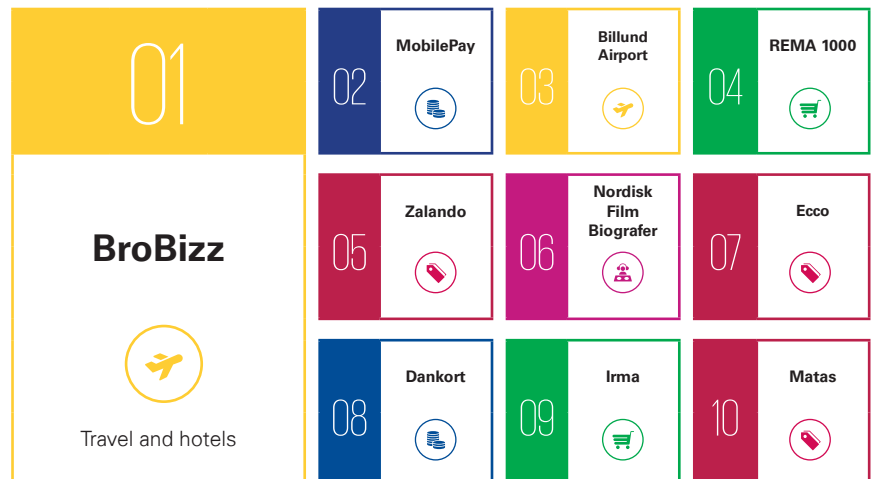 01
BroBizz
Travel and hotels
02
MobilePay
03
Billund
Airport
04
REMA 1000
05
Zalando
06
Nordisk
Film
Biografer
07
Ecco
08
Dankort
09
Irma
10
Matas